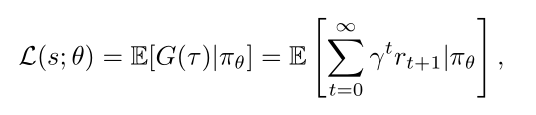 ℒ(s; θ) = 𝔼[G(τ)|π_θ] = 𝔼 [ ∑_{t=0}^{∞} γ^t r_{t+1}|π_θ ] ,